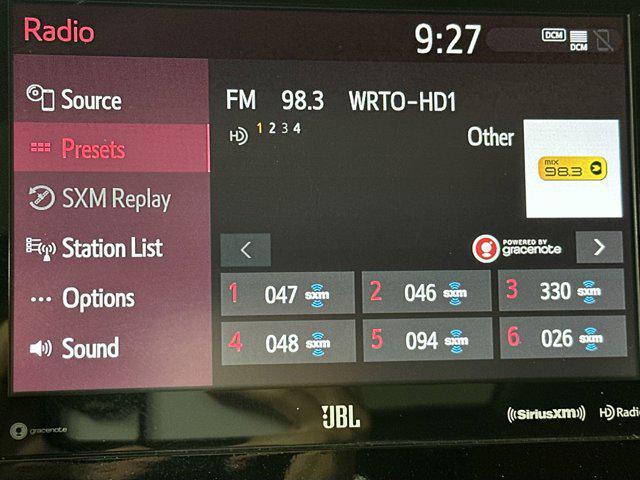 Radio
9:27
DCM
DCM
Source
Presets
SXM Replay
Station List
Options
Sound
FM 98.3 WRTO-HD1
HD 1 2 3 4
Other
mix
98.3
<
POWERED BY
gracenote
>
1 047 sxm
2 046 sxm
3 330 sxm
4 048 sxm
5 094 sxm
6 026 sxm
gracenote
JBL
((SiriusXM))
HD Radio